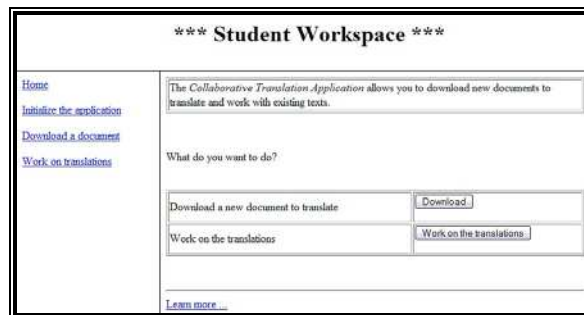 *** Student Workspace ***
Home
Initialize the application
Download a document
Work on translations
The Collaborative Translation Application allows you to download new documents to
translate and work with existing texts.
What do you want to do?
Download a new document to translate
Download
Work on the translations
Work on the translations
Learn more ...